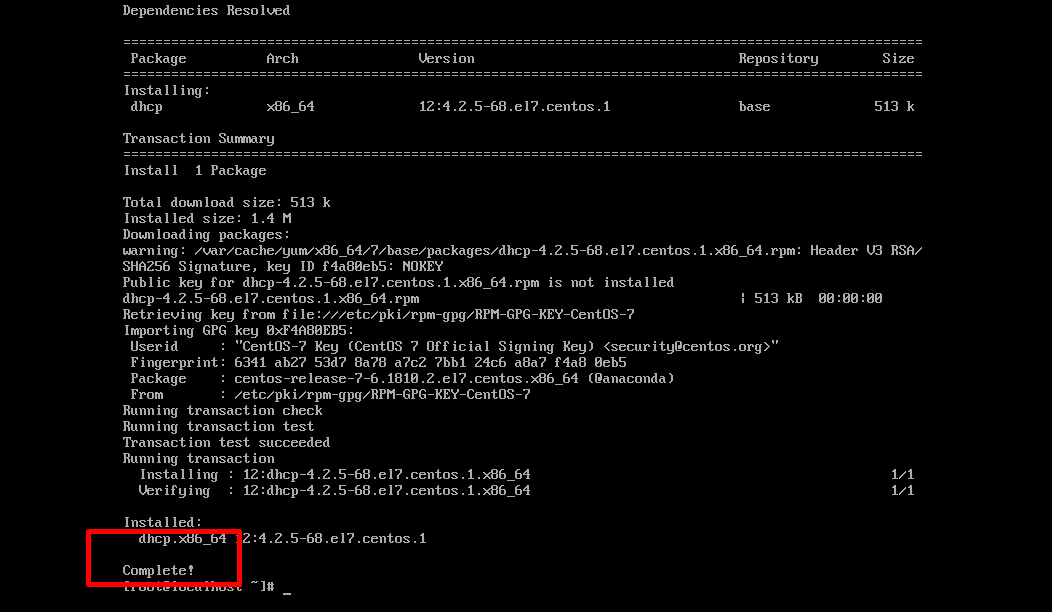 Dependencies Resolved
================================================================================
Package Arch Version Repository Size
================================================================================
Installing:
dhcp x86_64 12:4.2.5-68.el7.centos.1 base 513 k
Transaction Summary
================================================================================
Install 1 Package
Total download size: 513 k
Installed size: 1.4 M
Downloading packages:
warning: /var/cache/yum/x86_64/7/base/packages/dhcp-4.2.5-68.el7.centos.1.x86_64.rpm: Header V3 RSA/
SHA256 Signature, key ID f4a80eb5: NOKEY
Public key for dhcp-4.2.5-68.el7.centos.1.x86_64.rpm is not installed
dhcp-4.2.5-68.el7.centos.1.x86_64.rpm | 513 kB 00:00:00
Retrieving key from file:///etc/pki/rpm-gpg/RPM-GPG-KEY-CentOS-7
Importing GPG key 0xF4A80EB5:
Userid : "CentOS-7 Key (CentOS 7 Official Signing Key) <security@centos.org>"
Fingerprint: 6341 ab27 53d7 8a78 a7c2 7bb1 24c6 a8a7 f4a8 0eb5
Package : centos-release-7-6.1810.2.el7.centos.x86_64 (@anaconda)
From : /etc/pki/rpm-gpg/RPM-GPG-KEY-CentOS-7
Running transaction check
Running transaction test
Transaction test succeeded
Running transaction
Installing : 12:dhcp-4.2.5-68.el7.centos.1.x86_64 1/1
Verifying : 12:dhcp-4.2.5-68.el7.centos.1.x86_64 1/1
Installed:
dhcp.x86_64 12:4.2.5-68.el7.centos.1
Complete!
[root@localhost ~]# _